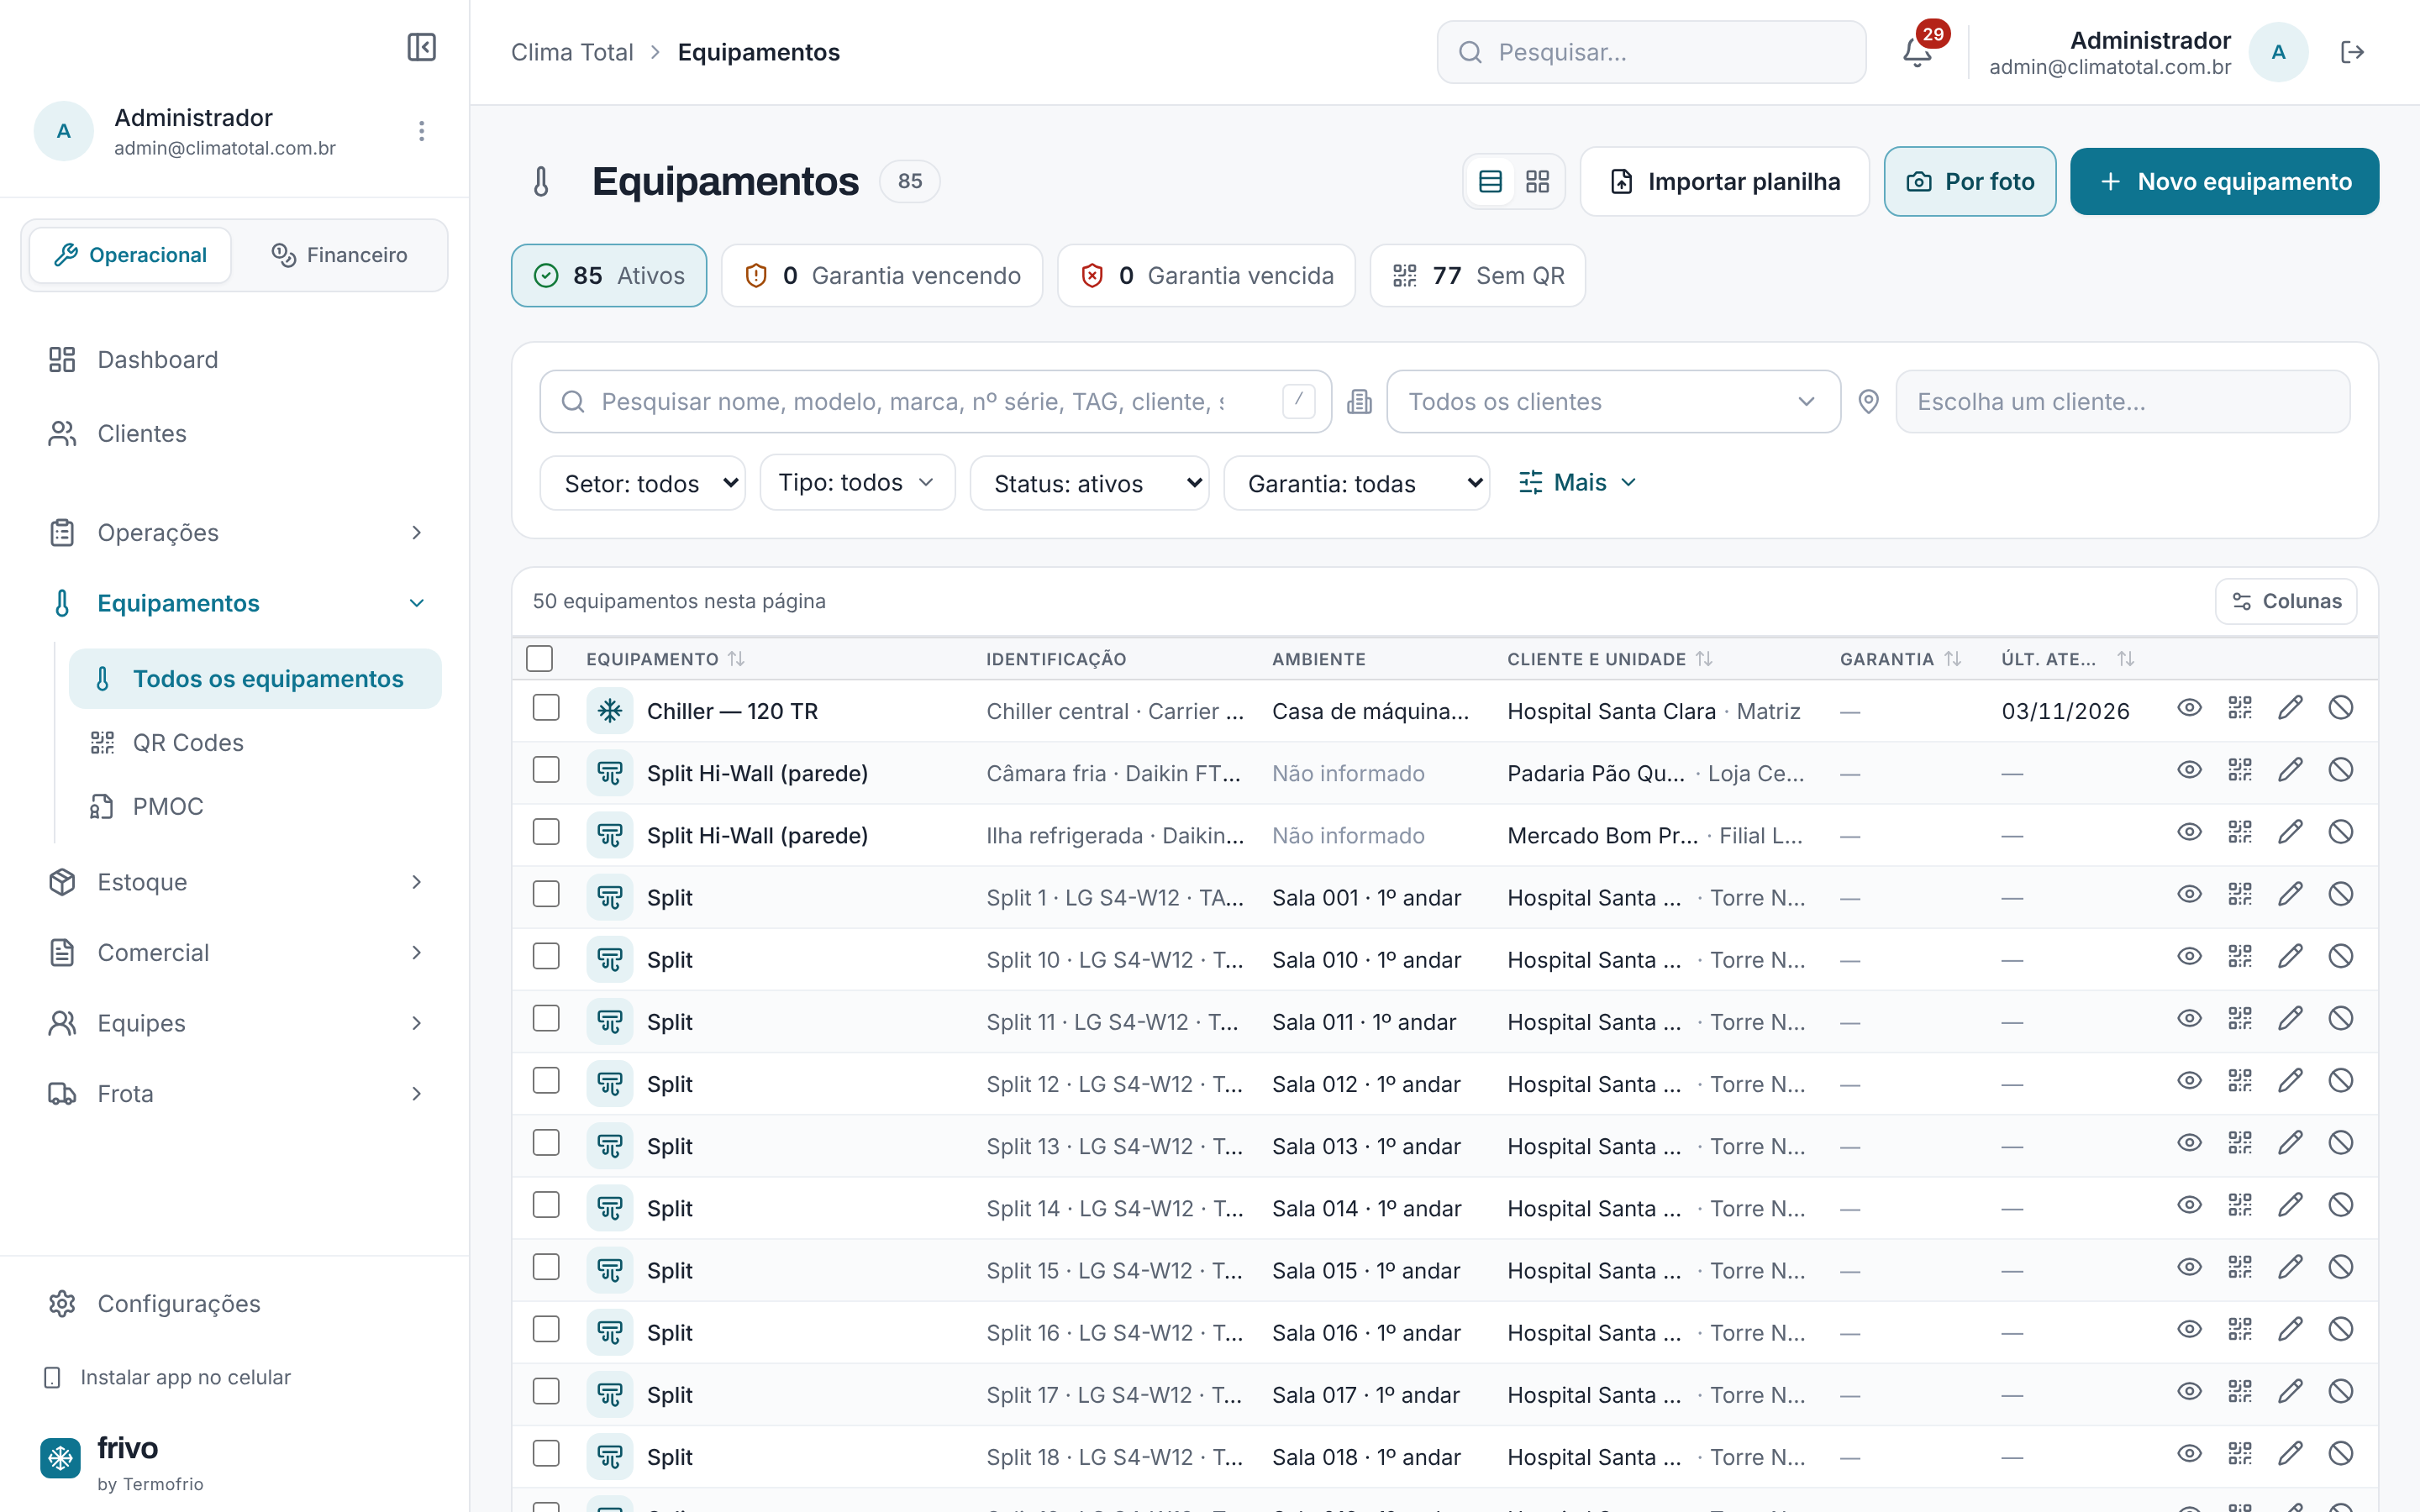 Clima Total > Equipamentos
Pesquisar...
29
Administrador
admin@climatotal.com.br
A
A
Administrador
admin@climatotal.com.br
Operacional
Financeiro
Dashboard
Clientes
Operações
Equipamentos
Todos os equipamentos
QR Codes
PMOC
Estoque
Comercial
Equipes
Frota
Configurações
Instalar app no celular
frivo
by Termofrio
Equipamentos 85
Importar planilha
Por foto
+ Novo equipamento
85 Ativos
0 Garantia vencendo
0 Garantia vencida
77 Sem QR
Pesquisar nome, modelo, marca, nº série, TAG, cliente, s
/
Todos os clientes
Escolha um cliente...
Setor: todos
Tipo: todos
Status: ativos
Garantia: todas
Mais
50 equipamentos nesta página
Colunas
EQUIPAMENTO IDENTIFICAÇÃO AMBIENTE CLIENTE E UNIDADE GARANTIA ÚLT. ATE...
Chiller — 120 TR Chiller central · Carrier ... Casa de máquina... Hospital Santa Clara · Matriz — 03/11/2026
Split Hi-Wall (parede) Câmara fria · Daikin FT... Não informado Padaria Pão Qu... · Loja Ce... — —
Split Hi-Wall (parede) Ilha refrigerada · Daikin... Não informado Mercado Bom Pr... · Filial L... — —
Split Split 1 · LG S4-W12 · TA... Sala 001 · 1º andar Hospital Santa ... · Torre N... — —
Split Split 10 · LG S4-W12 · T... Sala 010 · 1º andar Hospital Santa ... · Torre N... — —
Split Split 11 · LG S4-W12 · T... Sala 011 · 1º andar Hospital Santa ... · Torre N... — —
Split Split 12 · LG S4-W12 · T... Sala 012 · 1º andar Hospital Santa ... · Torre N... — —
Split Split 13 · LG S4-W12 · T... Sala 013 · 1º andar Hospital Santa ... · Torre N... — —
Split Split 14 · LG S4-W12 · T... Sala 014 · 1º andar Hospital Santa ... · Torre N... — —
Split Split 15 · LG S4-W12 · T... Sala 015 · 1º andar Hospital Santa ... · Torre N... — —
Split Split 16 · LG S4-W12 · T... Sala 016 · 1º andar Hospital Santa ... · Torre N... — —
Split Split 17 · LG S4-W12 · T... Sala 017 · 1º andar Hospital Santa ... · Torre N... — —
Split Split 18 · LG S4-W12 · T... Sala 018 · 1º andar Hospital Santa ... · Torre N... — —